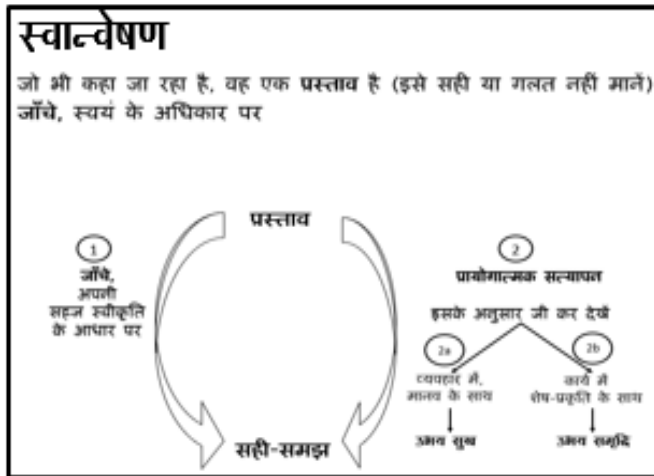 स्वान्वेषण
जो भी कहा जा रहा है, वह एक प्रस्ताव है (इसे सही या गलत नहीं मानें)
जाँचे, स्वयं के अधिकार पर
प्रस्ताव
1
जाँचे,
अपनी
सहज स्वीकृति
के आधार पर
2
प्रायोगात्मक सत्यापन
इसके अनुसार जी कर देखें
2a
2b
व्यवहार में,
मानव के साथ
कार्य में
शेष-प्रकृति के साथ
उभय सुख
उभय समृद्धि
सही-समझ